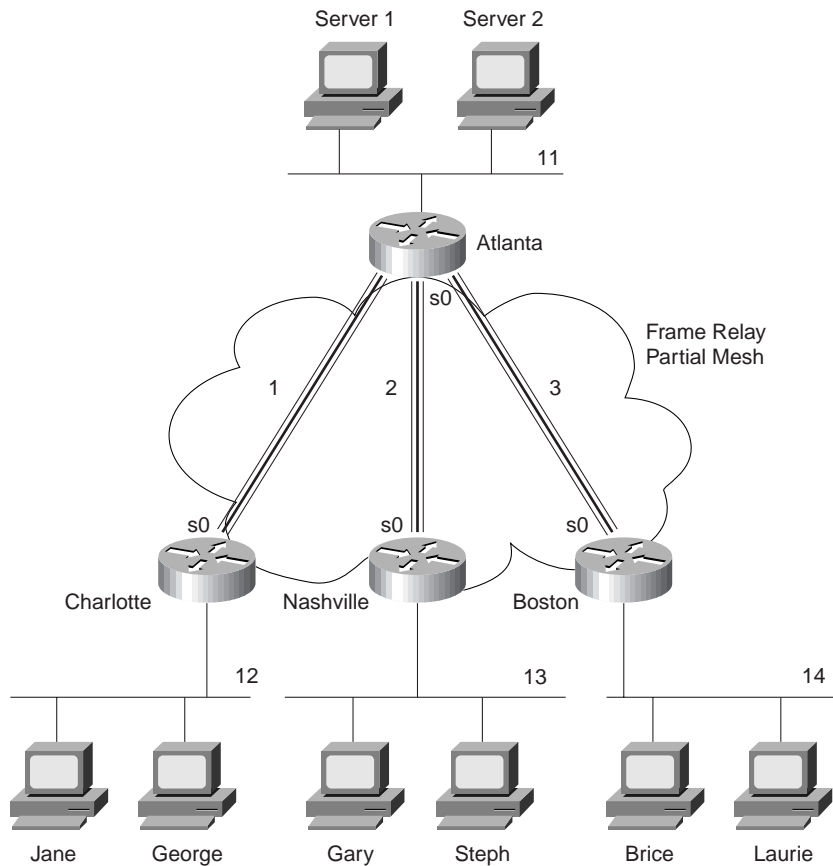 Server 1
Server 2
11
Atlanta
s0
Frame Relay
Partial Mesh
1
2
3
s0
s0
s0
Charlotte
Nashville
Boston
12
13
14
Jane
George
Gary
Steph
Brice
Laurie